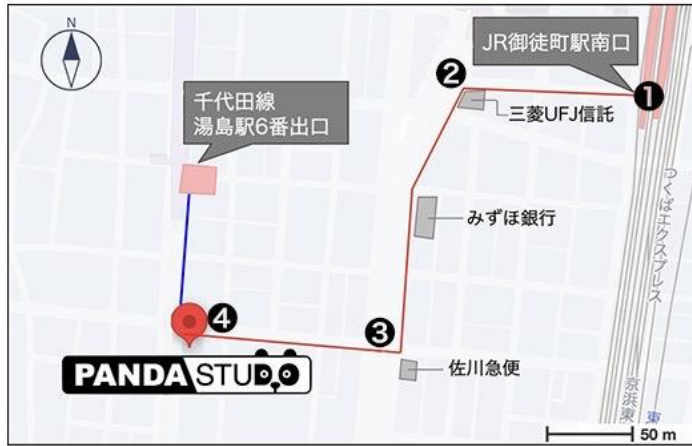 N
JR御徒町駅南口
❷
❶
千代田線
湯島駅6番出口
三菱UFJ信託
つくばエクスプレス
みずほ銀行
❹
❸
PANDASTUDIO
佐川急便
京浜東
東
50 m